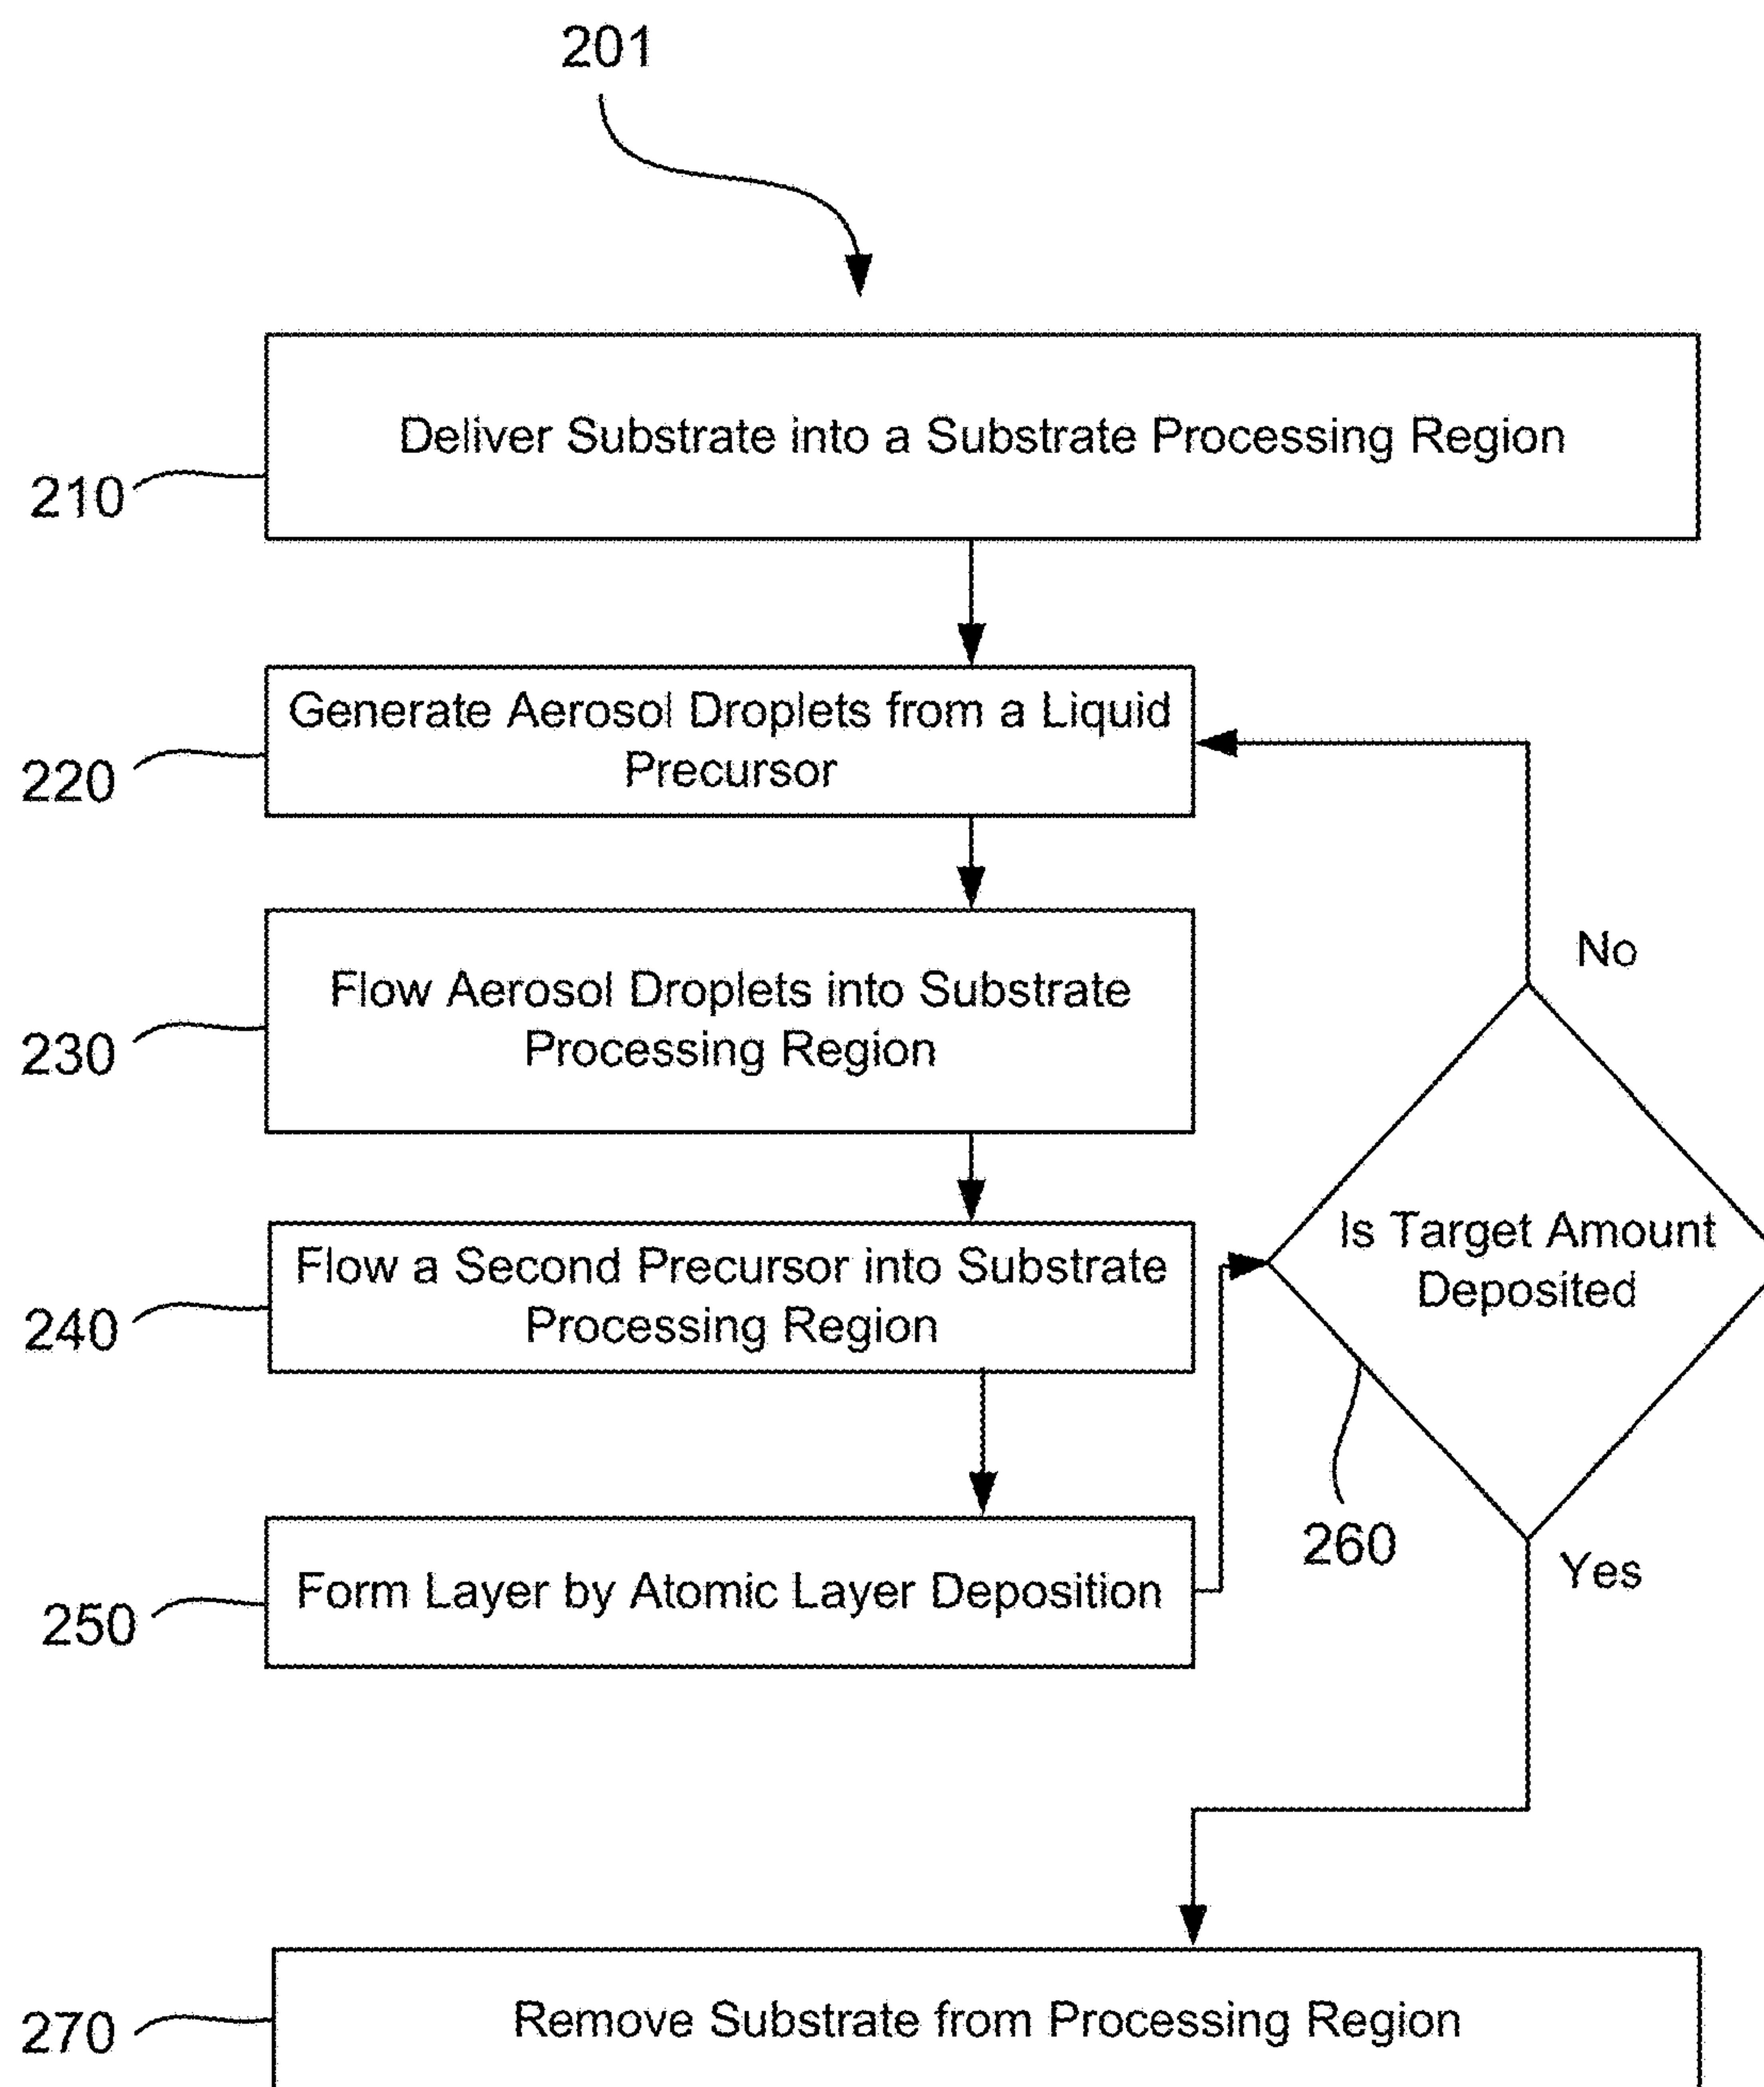 201
Deliver Substrate into a Substrate Processing Region
210
Generate Aerosol Droplets from a Liquid
Precursor
220
Flow Aerosol Droplets into Substrate
Processing Region
230
No
Flow a Second Precursor into Substrate
Processing Region
240
Is Target Amount
Deposited
260
Yes
Form Layer by Atomic Layer Deposition
250
Remove Substrate from Processing Region
270